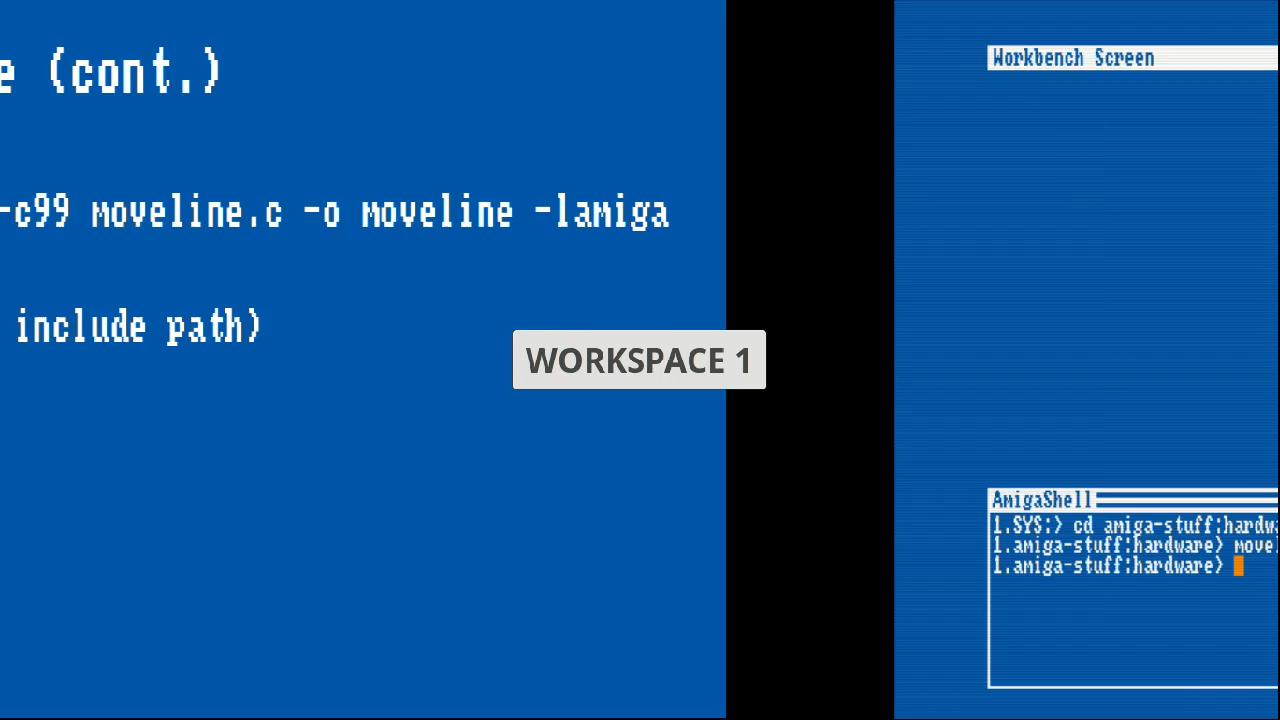 e (cont.)
-c99 moveline.c -o moveline -lamiga
include path)
WORKSPACE 1
Workbench Screen
AmigaShell
1.SYS:> cd amiga-stuff:hardwa
1.amiga-stuff:hardware> movel
1.amiga-stuff:hardware>